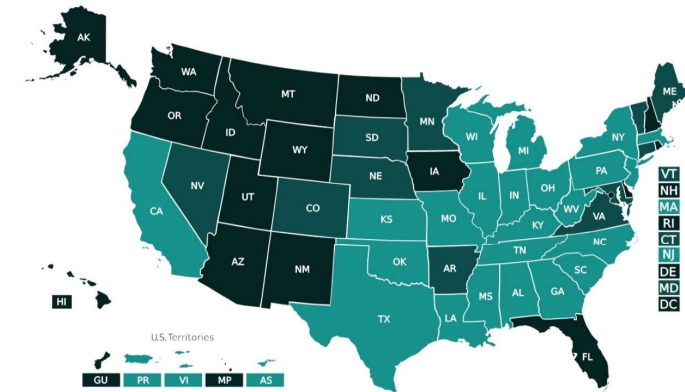 AK
WA
MT
ND
MN
ME
OR
ID
SD
WI
NY
WY
MI
NE
IA
PA
NV
UT
CO
IL
IN
OH
CA
KS
MO
WV
VA
KY
NC
AZ
NM
OK
AR
TN
SC
MS
AL
GA
TX
LA
FL
HI
VT
NH
MA
RI
CT
NJ
DE
MD
DC
U.S. Territories
GU PR VI MP AS